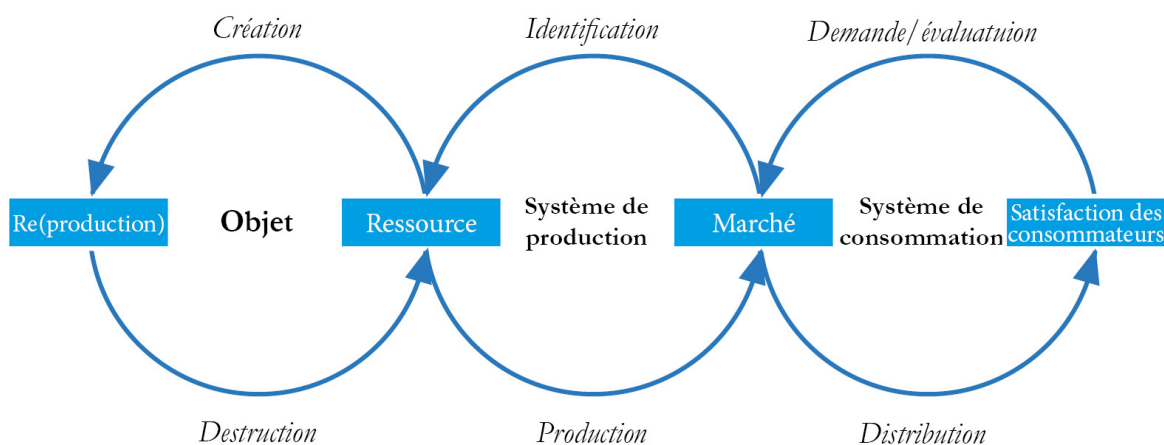 Création
Identification
Demande/évaluatuion
Re(production)
Objet
Ressource
Système de
production
Marché
Système de
consommation
Satisfaction des
consommateurs
Destruction
Production
Distribution